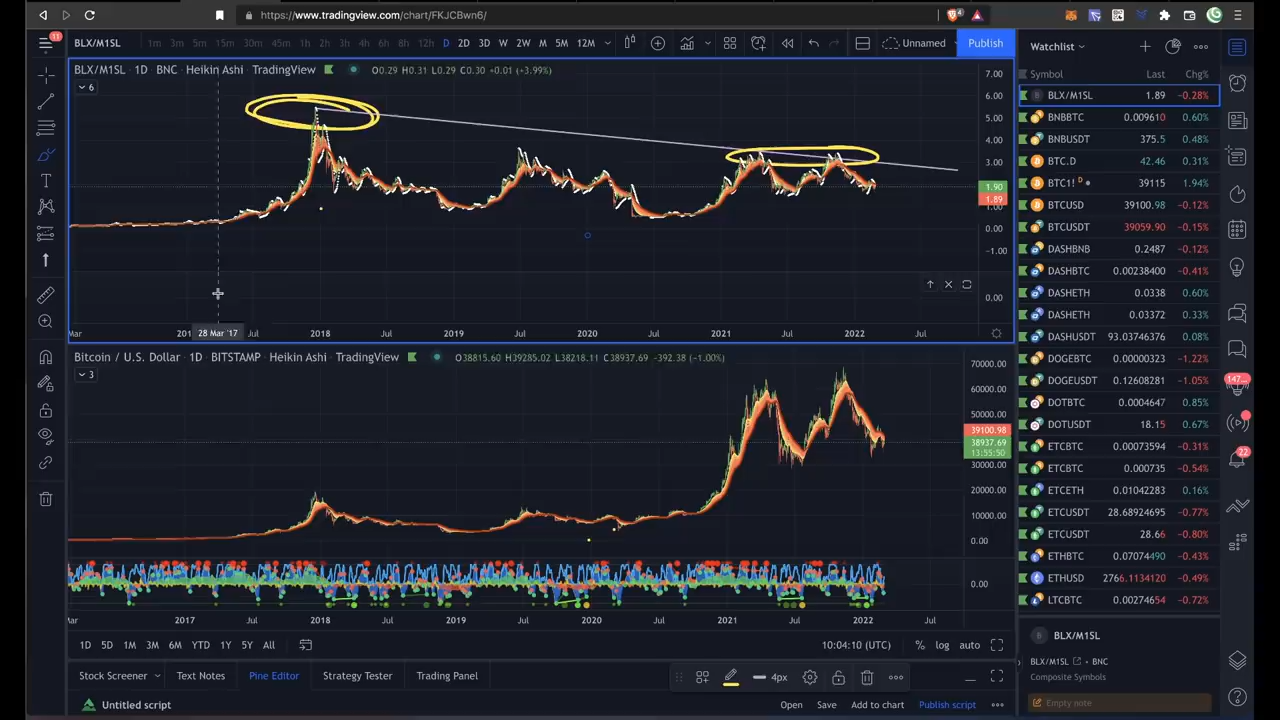 https://www.tradingview.com/chart/FKJCBwn6/
11 BLX/M1SL 1m 3m 5m 15m 30m 45m 1h 2h 3h 4h 6h 8h 12h D 2D 3D W 2W M 5M 12M Unnamed Publish
BLX/M1SL · 1D · BNC · Heikin Ashi · TradingView O0.29 H0.31 L0.29 C0.30 +0.01 (+3.99%)
6
7.00
6.00
5.00
4.00
3.00
1.90
1.89
1.00
0.00
−1.00
0.00
Mar 201 28 Mar '17 Jul 2018 Jul 2019 Jul 2020 Jul 2021 Jul 2022 Jul
Bitcoin / U.S. Dollar · 1D · BITSTAMP · Heikin Ashi · TradingView O38815.60 H39285.02 L38218.11 C38937.69 −392.38 (−1.00%)
3
70000.00
60000.00
50000.00
39100.98
38937.69
13:55:50
30000.00
20000.00
10000.00
0.00
0.00
2017 Jul 2018 Jul 2019 Jul 2020 Jul 2021 Jul 2022 Jul
1D 5D 1M 3M 6M YTD 1Y 5Y All 10:04:10 (UTC) % log auto
Stock Screener Text Notes Pine Editor Strategy Tester Trading Panel 4px
Untitled script Open Save Add to chart Publish script
Watchlist
Symbol Last Chg%
BLX/M1SL 1.89 −0.28%
BNBBTC 0.009610 0.60%
BNBUSDT 375.5 0.48%
BTC.D 42.46 0.31%
BTC1! D 39115 1.94%
BTCUSD 39100.98 −0.12%
BTCUSDT 39059.90 −0.15%
DASHBNB 0.2487 −0.12%
DASHBTC 0.00238400 −0.41%
DASHETH 0.0338 0.60%
DASHETH 0.03372 0.33%
DASHUSDT 93.03746376 0.08%
DOGEBTC 0.00000323 −1.22%
DOGEUSDT 0.12608281 −1.05%
DOTBTC 0.0004647 0.85%
DOTUSDT 18.15 0.67%
ETCBTC 0.00073594 −0.31%
ETCBTC 0.000735 −0.54%
ETCETH 0.01042283 0.16%
ETCUSDT 28.68924695 −0.77%
ETCUSDT 28.66 −0.80%
ETHBTC 0.07074490 −0.43%
ETHUSD 2766.1134120 −0.49%
LTCBTC 0.00274654 −0.72%
BLX/M1SL
BLX/M1SL · BNC
Composite Symbols
Empty note
147...
22